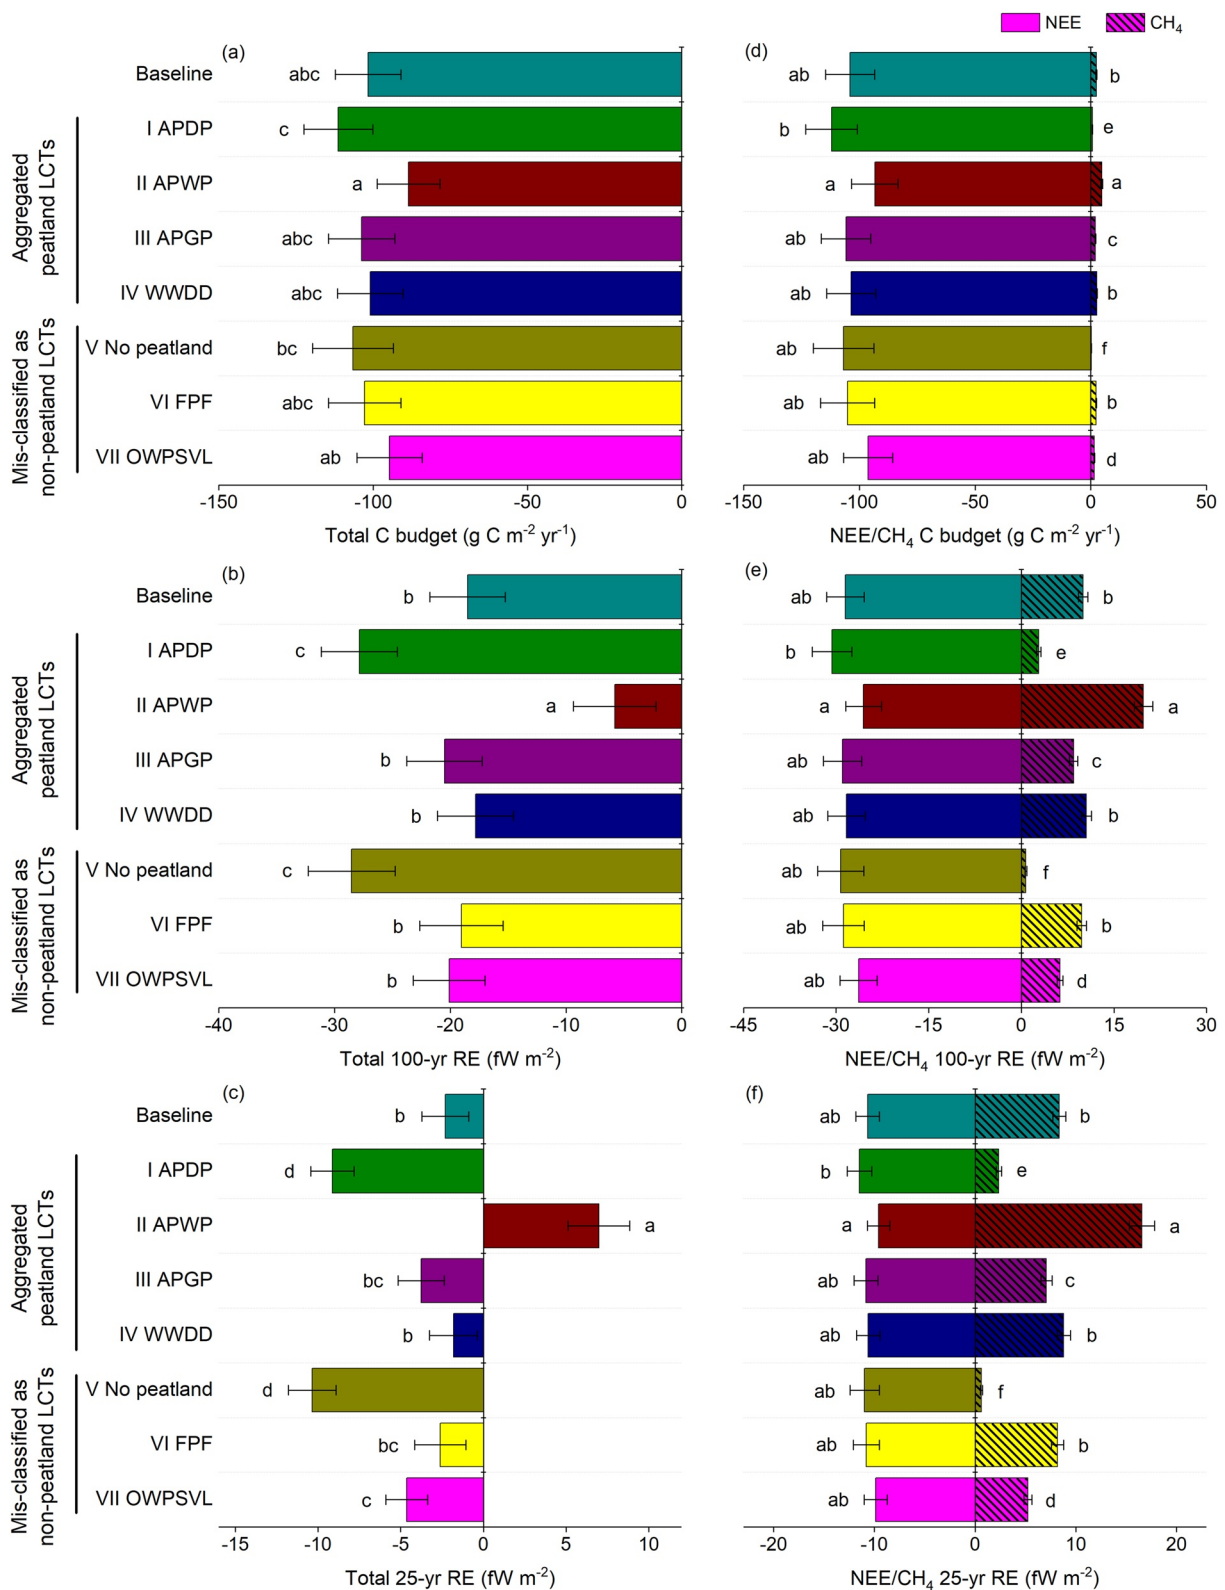 NEE CH₄
(a)
Baseline abc
I APDP c
II APWP a
III APGP abc
IV WWDD abc
V No peatland bc
VI FPF abc
VII OWPSVL ab
Aggregated
peatland LCTs
Mis-classified as
non-peatland LCTs
-150 -100 -50 0
Total C budget (g C m⁻² yr⁻¹)
(d)
ab b
b e
a a
ab c
ab b
ab f
ab b
ab d
-150 -100 -50 0 50
NEE/CH₄ C budget (g C m⁻² yr⁻¹)
(b)
Baseline b
I APDP c
II APWP a
III APGP b
IV WWDD b
V No peatland c
VI FPF b
VII OWPSVL b
Aggregated
peatland LCTs
Mis-classified as
non-peatland LCTs
-40 -30 -20 -10 0
Total 100-yr RE (fW m⁻²)
(e)
ab b
b e
a a
ab c
ab b
ab f
ab b
ab d
-45 -30 -15 0 15 30
NEE/CH₄ 100-yr RE (fW m⁻²)
(c)
Baseline b
I APDP d
II APWP a
III APGP bc
IV WWDD b
V No peatland d
VI FPF bc
VII OWPSVL c
Aggregated
peatland LCTs
Mis-classified as
non-peatland LCTs
-15 -10 -5 0 5 10
Total 25-yr RE (fW m⁻²)
(f)
ab b
b e
a a
ab c
ab b
ab f
ab b
ab d
-20 -10 0 10 20
NEE/CH₄ 25-yr RE (fW m⁻²)